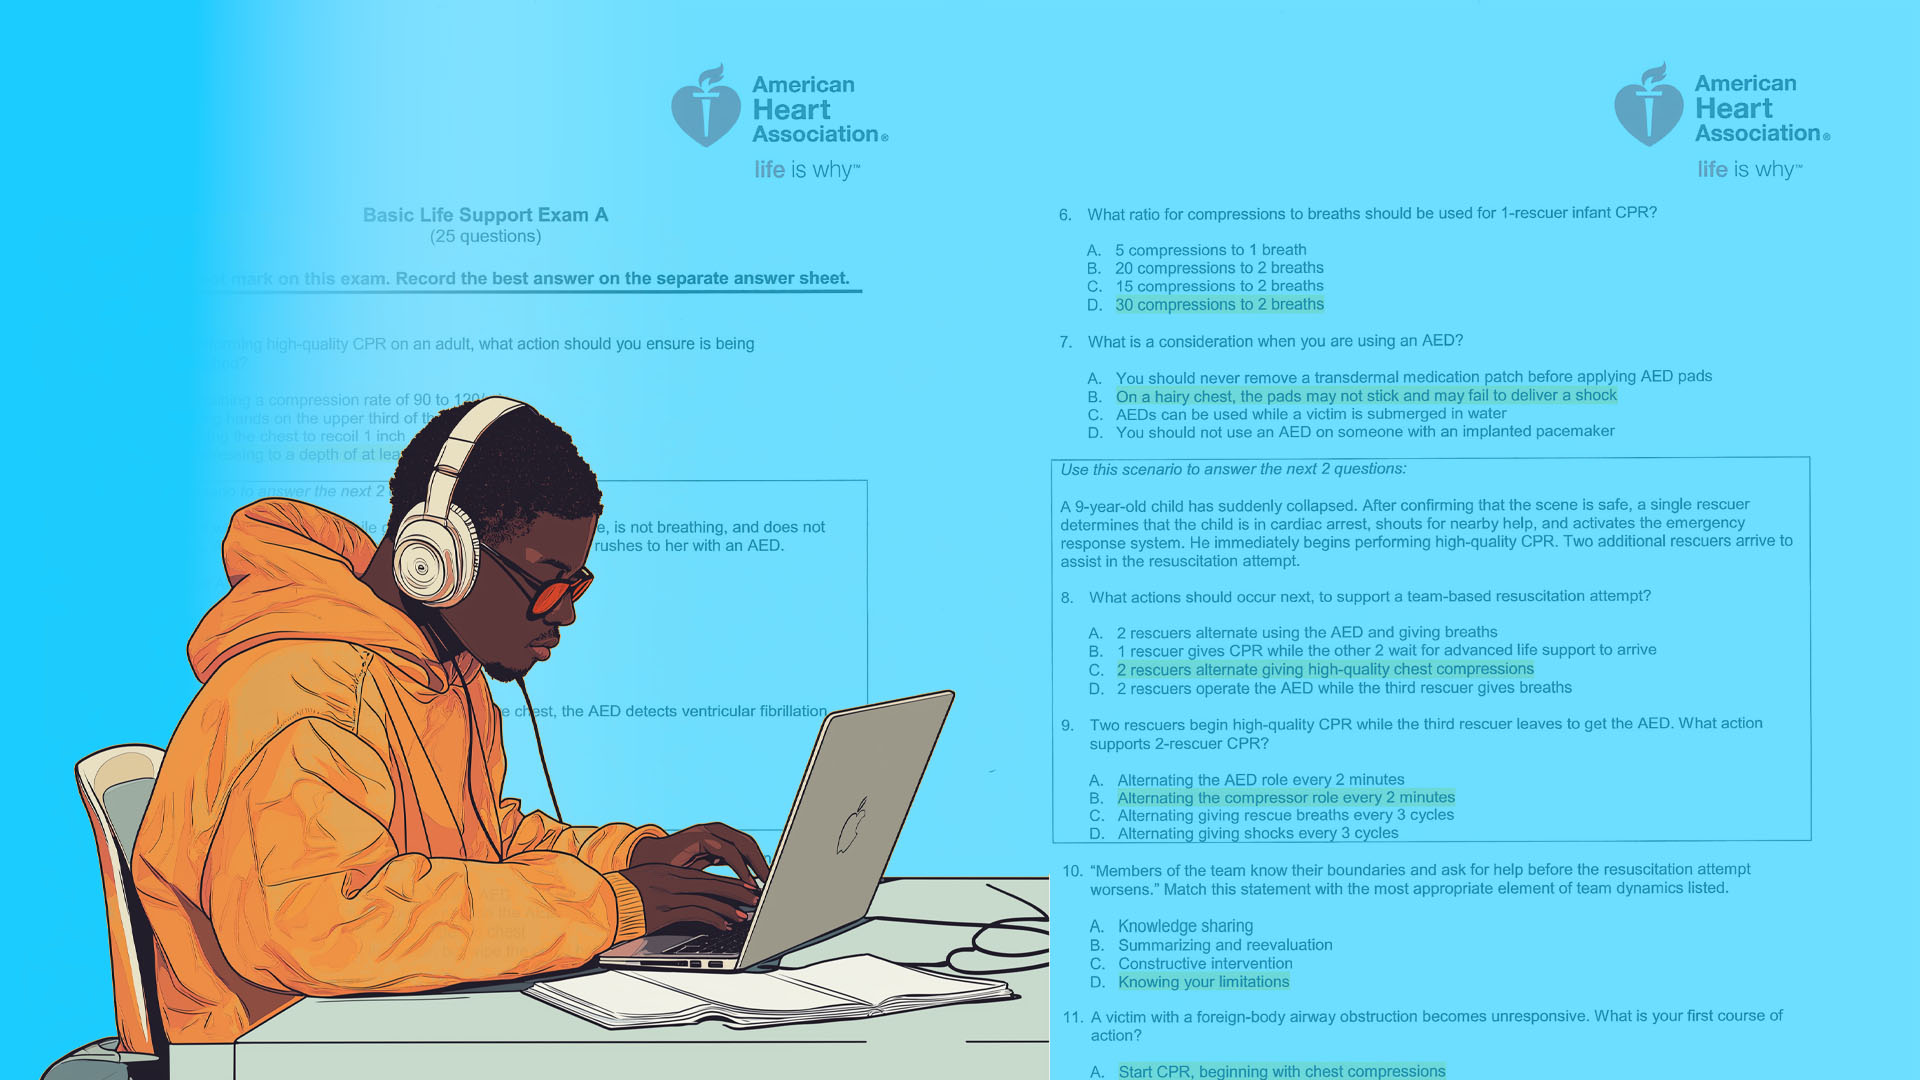 American
Heart
Association®
life is why™
Basic Life Support Exam A
(25 questions)
mark on this exam. Record the best answer on the separate answer sheet.
high-quality CPR on an adult, what action should you ensure is being
a compression rate of 90 to 120/
hands on the upper third of th
the chest to recoil 1 inch
to a depth of at lea
to answer the next 2
e, is not breathing, and does not
rushes to her with an AED.
e chest, the AED detects ventricular fibrillation
AED
the AED
chest
American
Heart
Association®
life is why™
6. What ratio for compressions to breaths should be used for 1-rescuer infant CPR?
A. 5 compressions to 1 breath
B. 20 compressions to 2 breaths
C. 15 compressions to 2 breaths
D. 30 compressions to 2 breaths
7. What is a consideration when you are using an AED?
A. You should never remove a transdermal medication patch before applying AED pads
B. On a hairy chest, the pads may not stick and may fail to deliver a shock
C. AEDs can be used while a victim is submerged in water
D. You should not use an AED on someone with an implanted pacemaker
Use this scenario to answer the next 2 questions:
A 9-year-old child has suddenly collapsed. After confirming that the scene is safe, a single rescuer
determines that the child is in cardiac arrest, shouts for nearby help, and activates the emergency
response system. He immediately begins performing high-quality CPR. Two additional rescuers arrive to
assist in the resuscitation attempt.
8. What actions should occur next, to support a team-based resuscitation attempt?
A. 2 rescuers alternate using the AED and giving breaths
B. 1 rescuer gives CPR while the other 2 wait for advanced life support to arrive
C. 2 rescuers alternate giving high-quality chest compressions
D. 2 rescuers operate the AED while the third rescuer gives breaths
9. Two rescuers begin high-quality CPR while the third rescuer leaves to get the AED. What action
supports 2-rescuer CPR?
A. Alternating the AED role every 2 minutes
B. Alternating the compressor role every 2 minutes
C. Alternating giving rescue breaths every 3 cycles
D. Alternating giving shocks every 3 cycles
10. “Members of the team know their boundaries and ask for help before the resuscitation attempt
worsens.” Match this statement with the most appropriate element of team dynamics listed.
A. Knowledge sharing
B. Summarizing and reevaluation
C. Constructive intervention
D. Knowing your limitations
11. A victim with a foreign-body airway obstruction becomes unresponsive. What is your first course of
action?
A. Start CPR, beginning with chest compressions